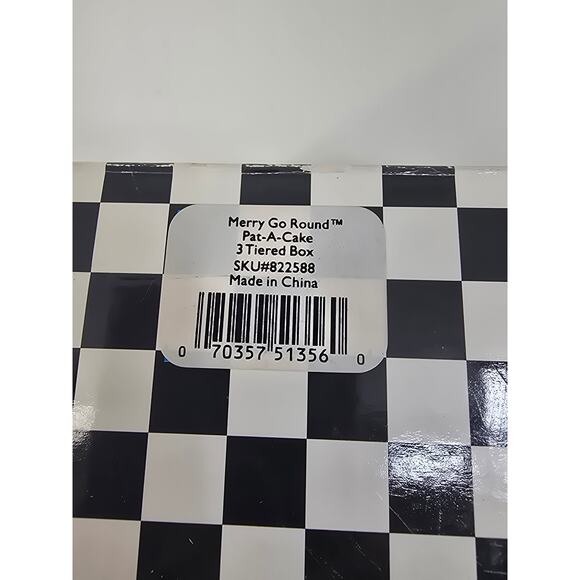 Merry Go Round™
Pat-A-Cake
3 Tiered Box
SKU#822588
Made in China
0 70357 51356 0